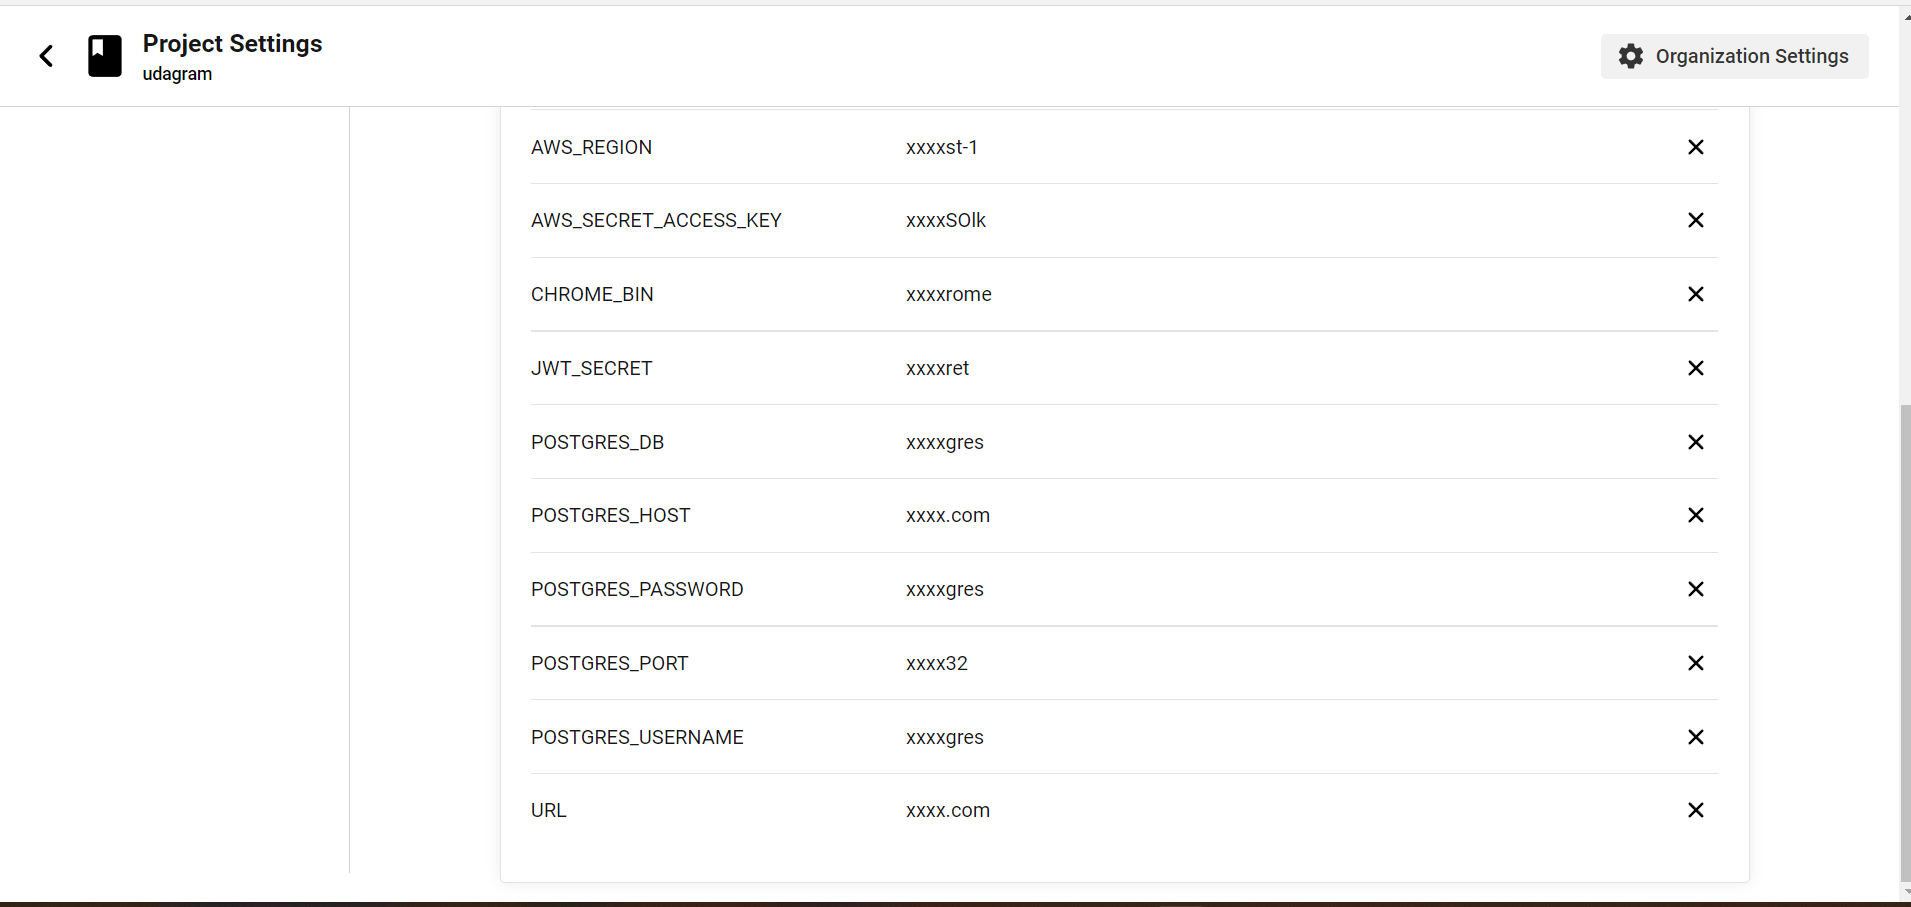 Project Settings
udagram
Organization Settings
AWS_REGION xxxxst-1
AWS_SECRET_ACCESS_KEY xxxxSOlk
CHROME_BIN xxxxrome
JWT_SECRET xxxxret
POSTGRES_DB xxxxgres
POSTGRES_HOST xxxx.com
POSTGRES_PASSWORD xxxxgres
POSTGRES_PORT xxxx32
POSTGRES_USERNAME xxxxgres
URL xxxx.com